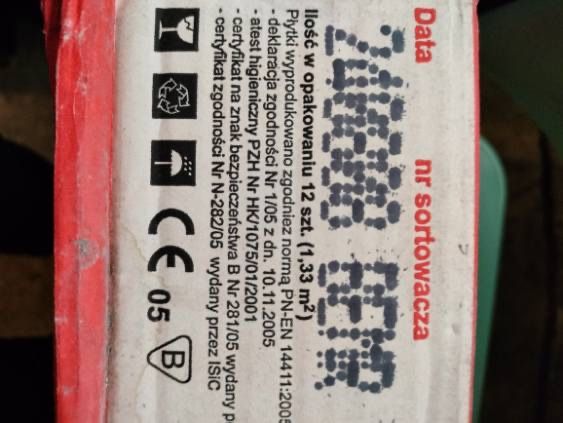 Data nr sortowacza
Ilość w opakowaniu 12 szt. (1,33 m²)
Płytki wyprodukowano zgodniez normą PN-EN 14411:2005
- deklaracja zgodności Nr 1/05 z dn. 10.11.2005
- atest higieniczny PZH Nr HK/1075/01/2001
- certyfikat na znak bezpieczeństwa B Nr 281/05 wydany p
- certyfikat zgodności Nr N-282/05 wydany przez ISiC
CE 05 B